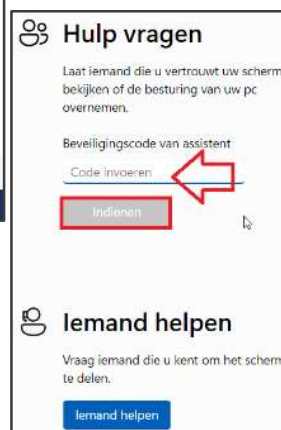 Hulp vragen
Laat iemand die u vertrouwt uw scherm
bekijken of de besturing van uw pc
overnemen.
Beveiligingscode van assistent
Code invoeren
Indienen
Iemand helpen
Vraag iemand die u kent om het scherm
te delen.
Iemand helpen